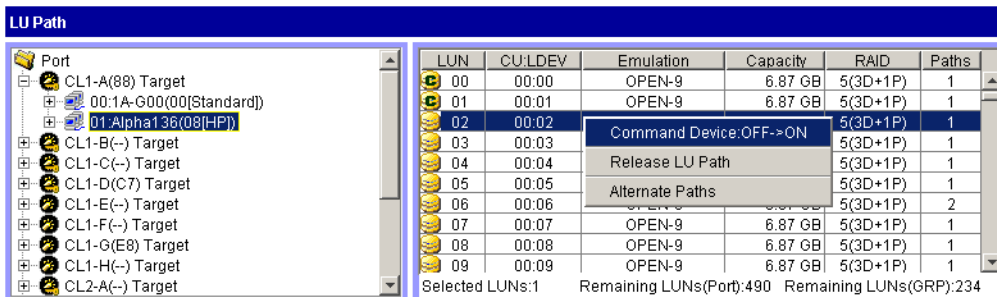 LU Path
Port
CL1-A(88) Target
00:1A-G00(00[Standard])
01:Alpha136(08[HP])
CL1-B(--) Target
CL1-C(--) Target
CL1-D(C7) Target
CL1-E(--) Target
CL1-F(--) Target
CL1-G(E8) Target
CL1-H(--) Target
CL2-A(--) Target
LUN CU:LDEV Emulation Capacity RAID Paths
C 00 00:00 OPEN-9 6.87 GB 5(3D+1P) 1
C 01 00:01 OPEN-9 6.87 GB 5(3D+1P) 1
02 00:02 5(3D+1P) 1
03 00:03 5(3D+1P) 1
04 00:04 5(3D+1P) 1
05 00:05 5(3D+1P) 1
06 00:06 5(3D+1P) 2
07 00:07 OPEN-9 6.87 GB 5(3D+1P) 1
08 00:08 OPEN-9 6.87 GB 5(3D+1P) 1
09 00:09 OPEN-9 6.87 GB 5(3D+1P) 1
Command Device:OFF->ON
Release LU Path
Alternate Paths
Selected LUNs:1 Remaining LUNs(Port):490 Remaining LUNs(GRP):234